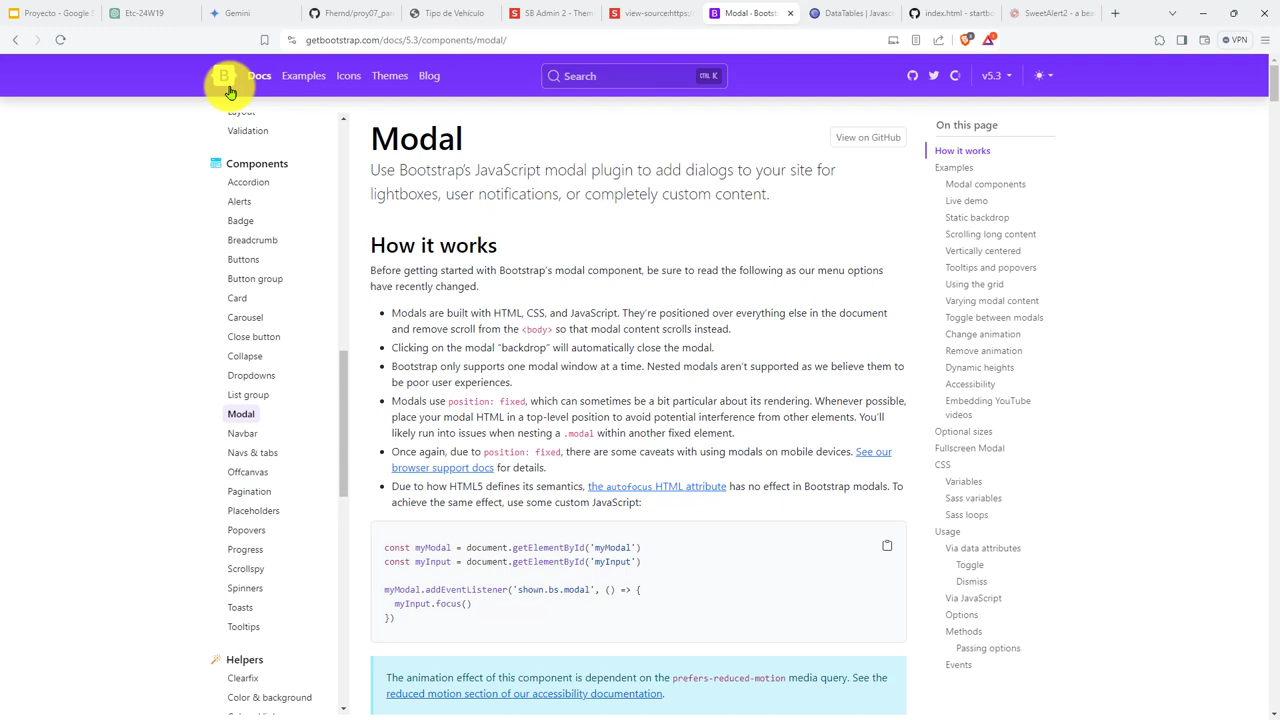 Proyecto - Google S
Etc-24W19
Gemini
Fhernd/proy07_pa
Tipo de Vehículo
SB Admin 2 - Them
view-source:https:/
Modal · Bootst
DataTables | Javasc
index.html - startbo
SweetAlert2 - a bea
getbootstrap.com/docs/5.3/components/modal/
VPN
B
Docs
Examples
Icons
Themes
Blog
Search
CTRL K
v5.3
Layout
Validation
Components
Accordion
Alerts
Badge
Breadcrumb
Buttons
Button group
Card
Carousel
Close button
Collapse
Dropdowns
List group
Modal
Navbar
Navs & tabs
Offcanvas
Pagination
Placeholders
Popovers
Progress
Scrollspy
Spinners
Toasts
Tooltips
Helpers
Clearfix
Color & background
Modal
View on GitHub
Use Bootstrap's JavaScript modal plugin to add dialogs to your site for
lightboxes, user notifications, or completely custom content.
How it works
Before getting started with Bootstrap's modal component, be sure to read the following as our menu options
have recently changed.
• Modals are built with HTML, CSS, and JavaScript. They're positioned over everything else in the document
and remove scroll from the <body> so that modal content scrolls instead.
• Clicking on the modal "backdrop" will automatically close the modal.
• Bootstrap only supports one modal window at a time. Nested modals aren't supported as we believe them to
be poor user experiences.
• Modals use position: fixed, which can sometimes be a bit particular about its rendering. Whenever possible,
place your modal HTML in a top-level position to avoid potential interference from other elements. You'll
likely run into issues when nesting a .modal within another fixed element.
• Once again, due to position: fixed, there are some caveats with using modals on mobile devices. See our
browser support docs for details.
• Due to how HTML5 defines its semantics, the autofocus HTML attribute has no effect in Bootstrap modals. To
achieve the same effect, use some custom JavaScript:
const myModal = document.getElementById('myModal')
const myInput = document.getElementById('myInput')
myModal.addEventListener('shown.bs.modal', () => {
myInput.focus()
})
The animation effect of this component is dependent on the prefers-reduced-motion media query. See the
reduced motion section of our accessibility documentation.
On this page
How it works
Examples
Modal components
Live demo
Static backdrop
Scrolling long content
Vertically centered
Tooltips and popovers
Using the grid
Varying modal content
Toggle between modals
Change animation
Remove animation
Dynamic heights
Accessibility
Embedding YouTube
videos
Optional sizes
Fullscreen Modal
CSS
Variables
Sass variables
Sass loops
Usage
Via data attributes
Toggle
Dismiss
Via JavaScript
Options
Methods
Passing options
Events